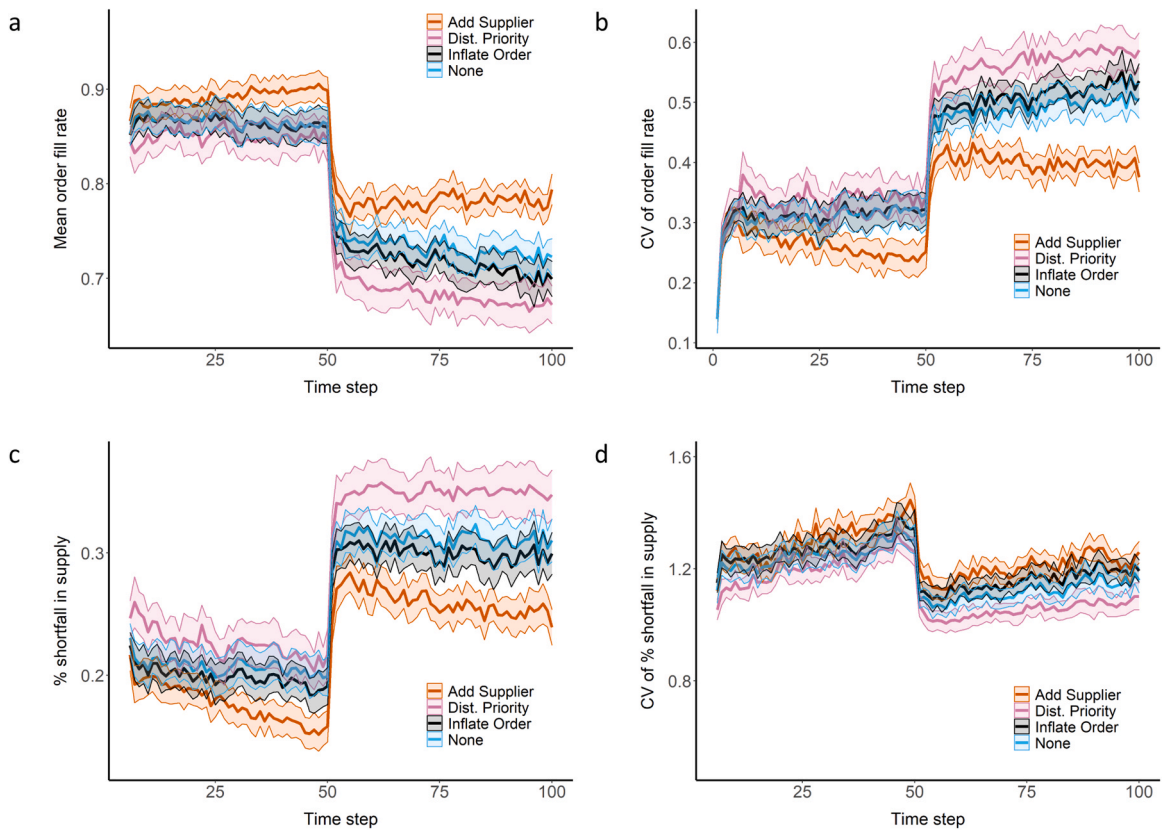 a
Mean order fill rate
0.9
0.8
0.7
25
50
75
100
Time step
Add Supplier
Dist. Priority
Inflate Order
None
b
CV of order fill rate
0.6
0.5
0.4
0.3
0.2
0.1
0
25
50
75
100
Time step
Add Supplier
Dist. Priority
Inflate Order
None
c
% shortfall in supply
0.3
0.2
25
50
75
100
Time step
Add Supplier
Dist. Priority
Inflate Order
None
d
CV of % shortfall in supply
1.6
1.2
0.8
25
50
75
100
Time step
Add Supplier
Dist. Priority
Inflate Order
None